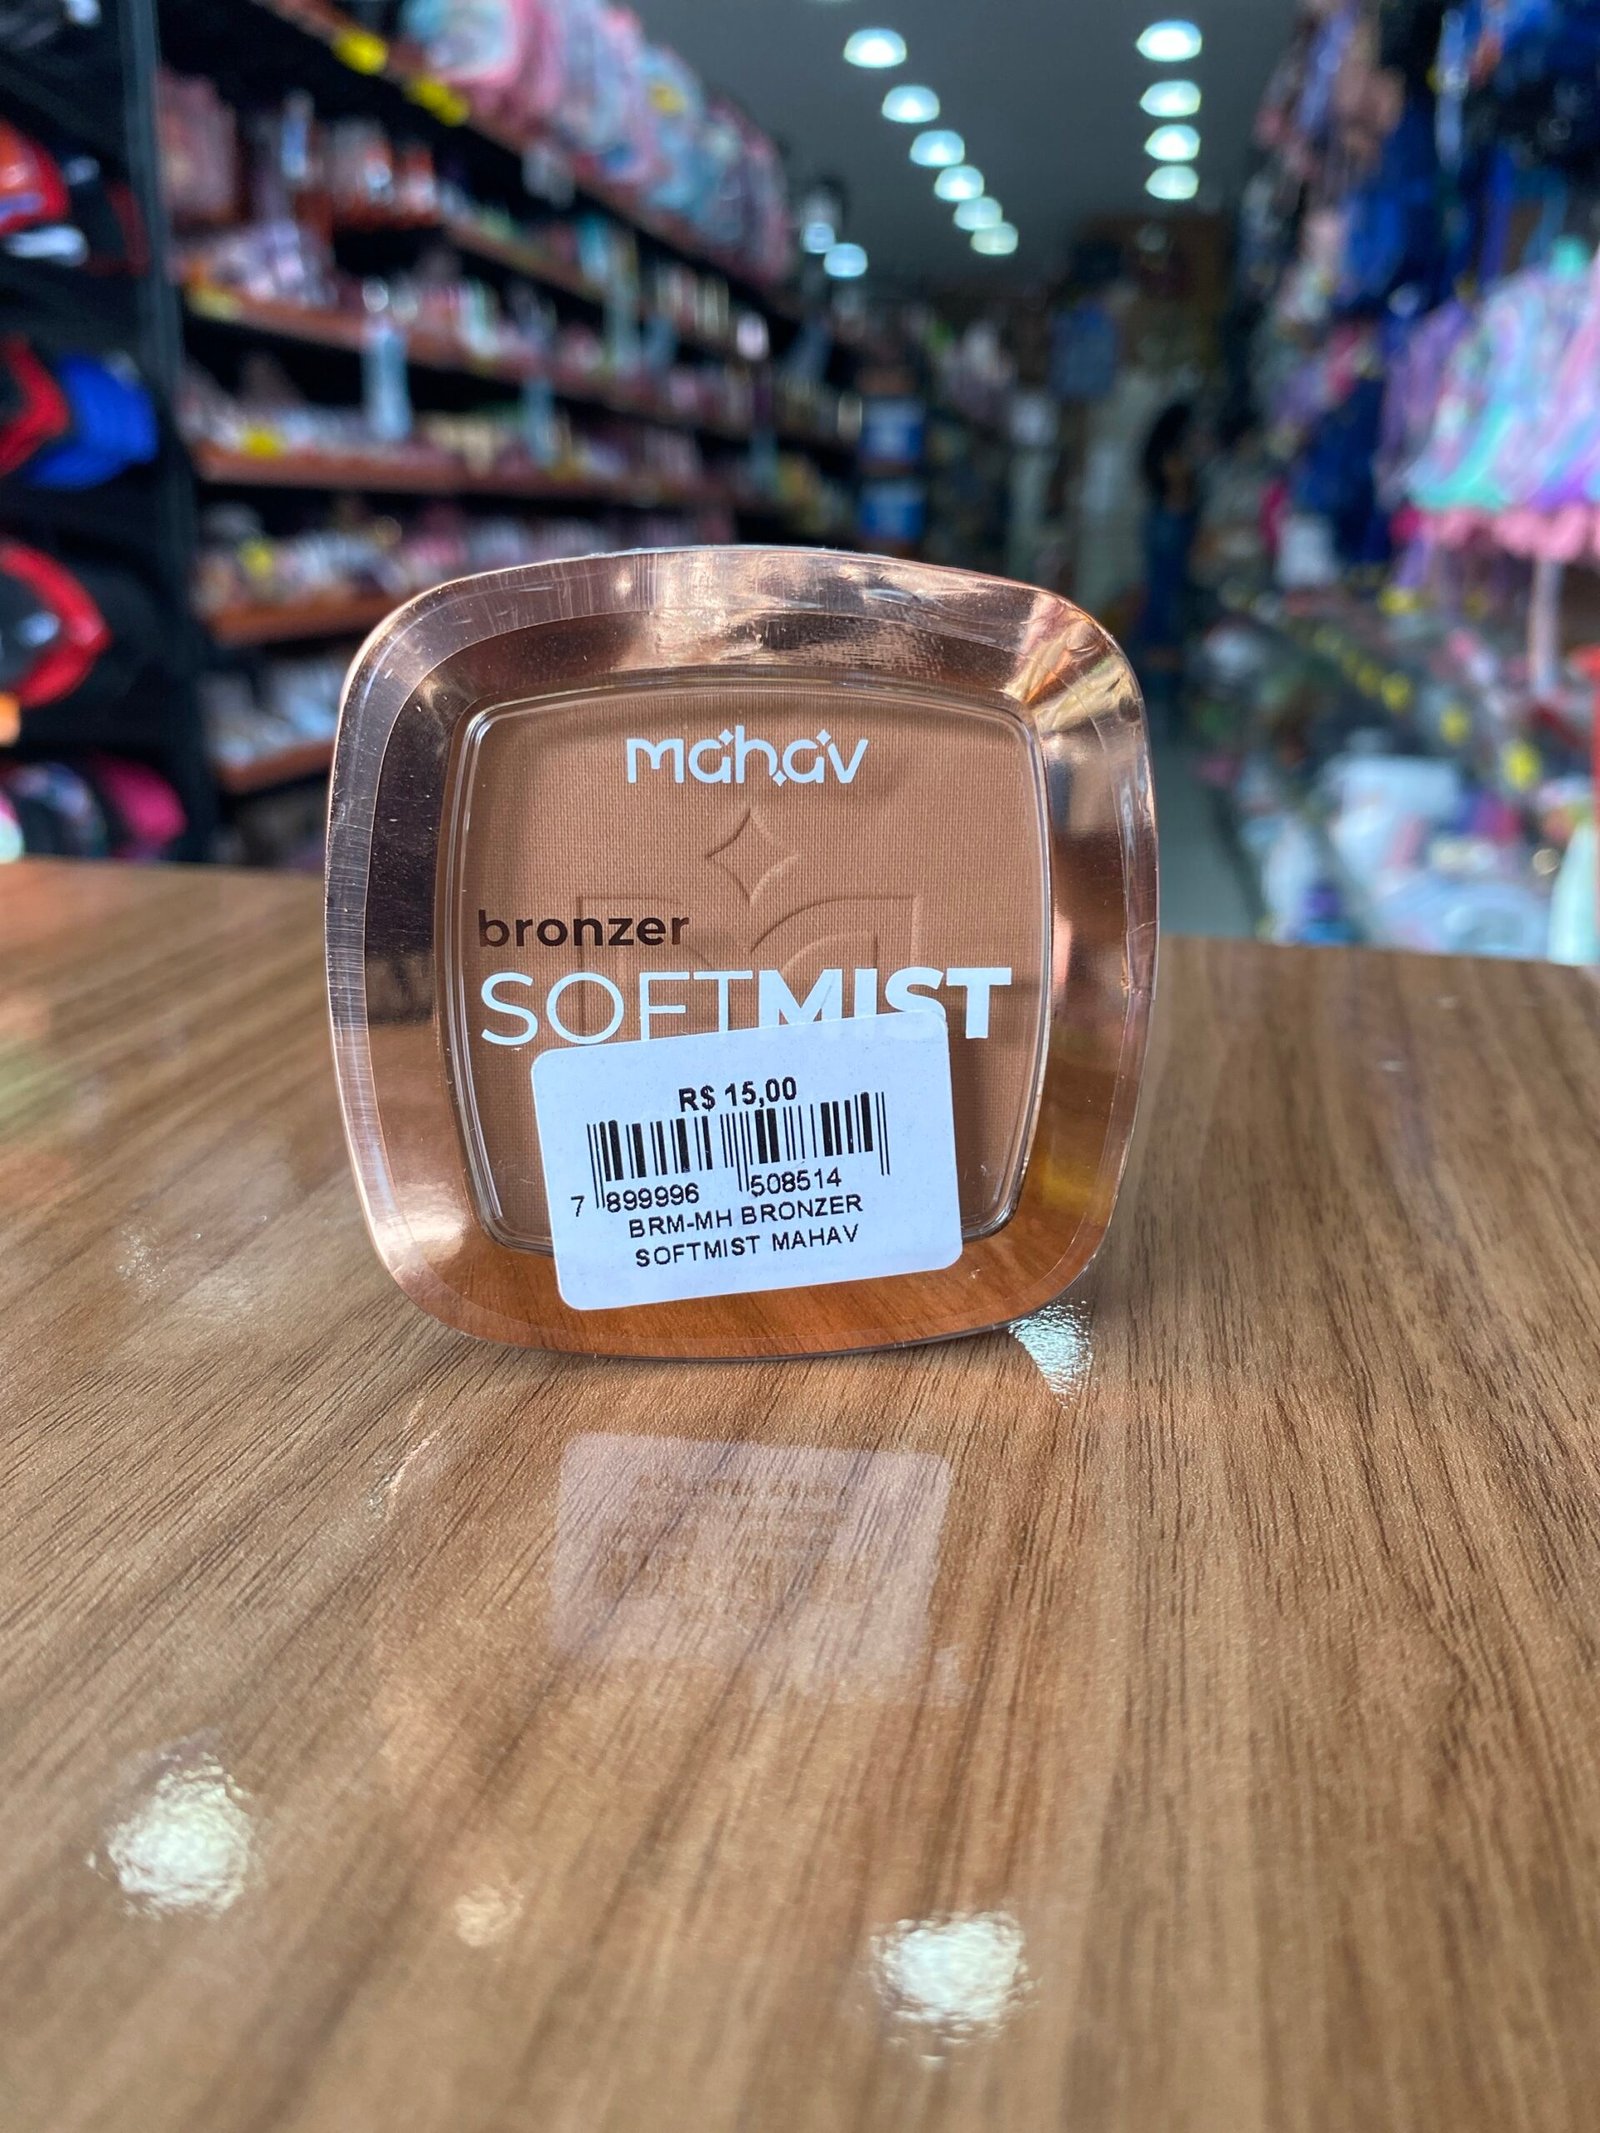 mahav
bronzer
SOFTMIST
R$ 15,00
7 899996 508514
BRM-MH BRONZER
SOFTMIST MAHAV